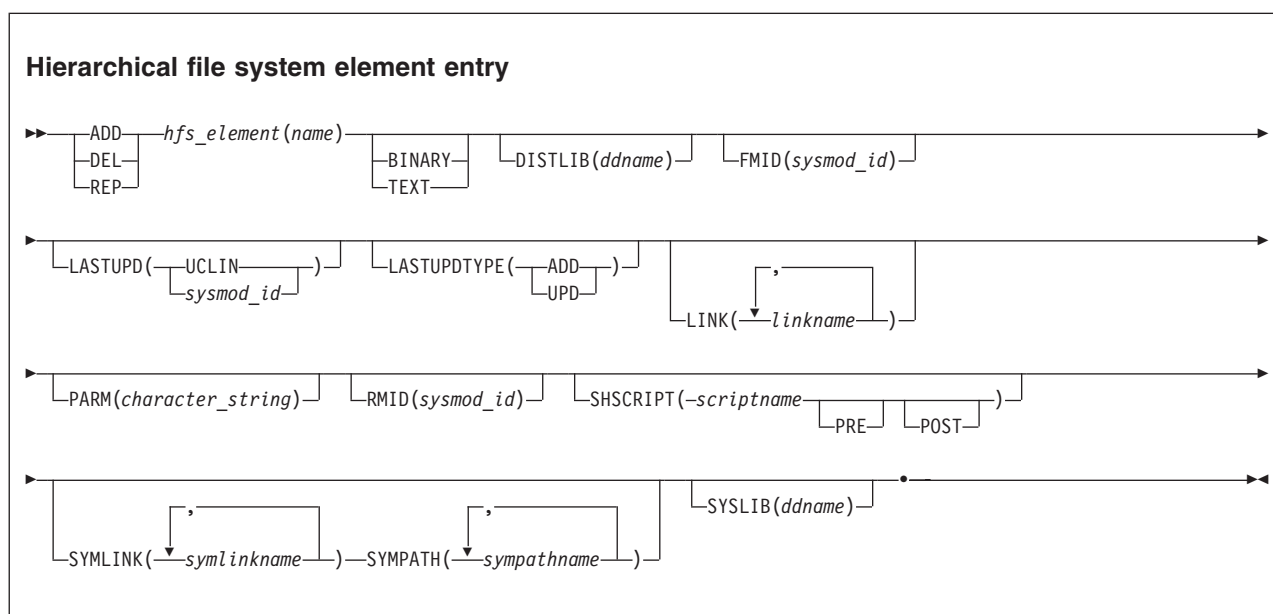 Hierarchical file system element entry
ADD hfs_element(name) BINARY DISTLIB(ddname) FMID(sysmod_id)
DEL TEXT
REP
LASTUPD( UCLIN ) LASTUPDTYPE( ADD ) ,
sysmod_id UPD LINK( linkname )
PARM(character_string) RMID(sysmod_id) SHSCRIPT( scriptname )
PRE POST
, , SYSLIB(ddname) .
SYMLINK( symlinkname ) SYMPATH( sympathname )